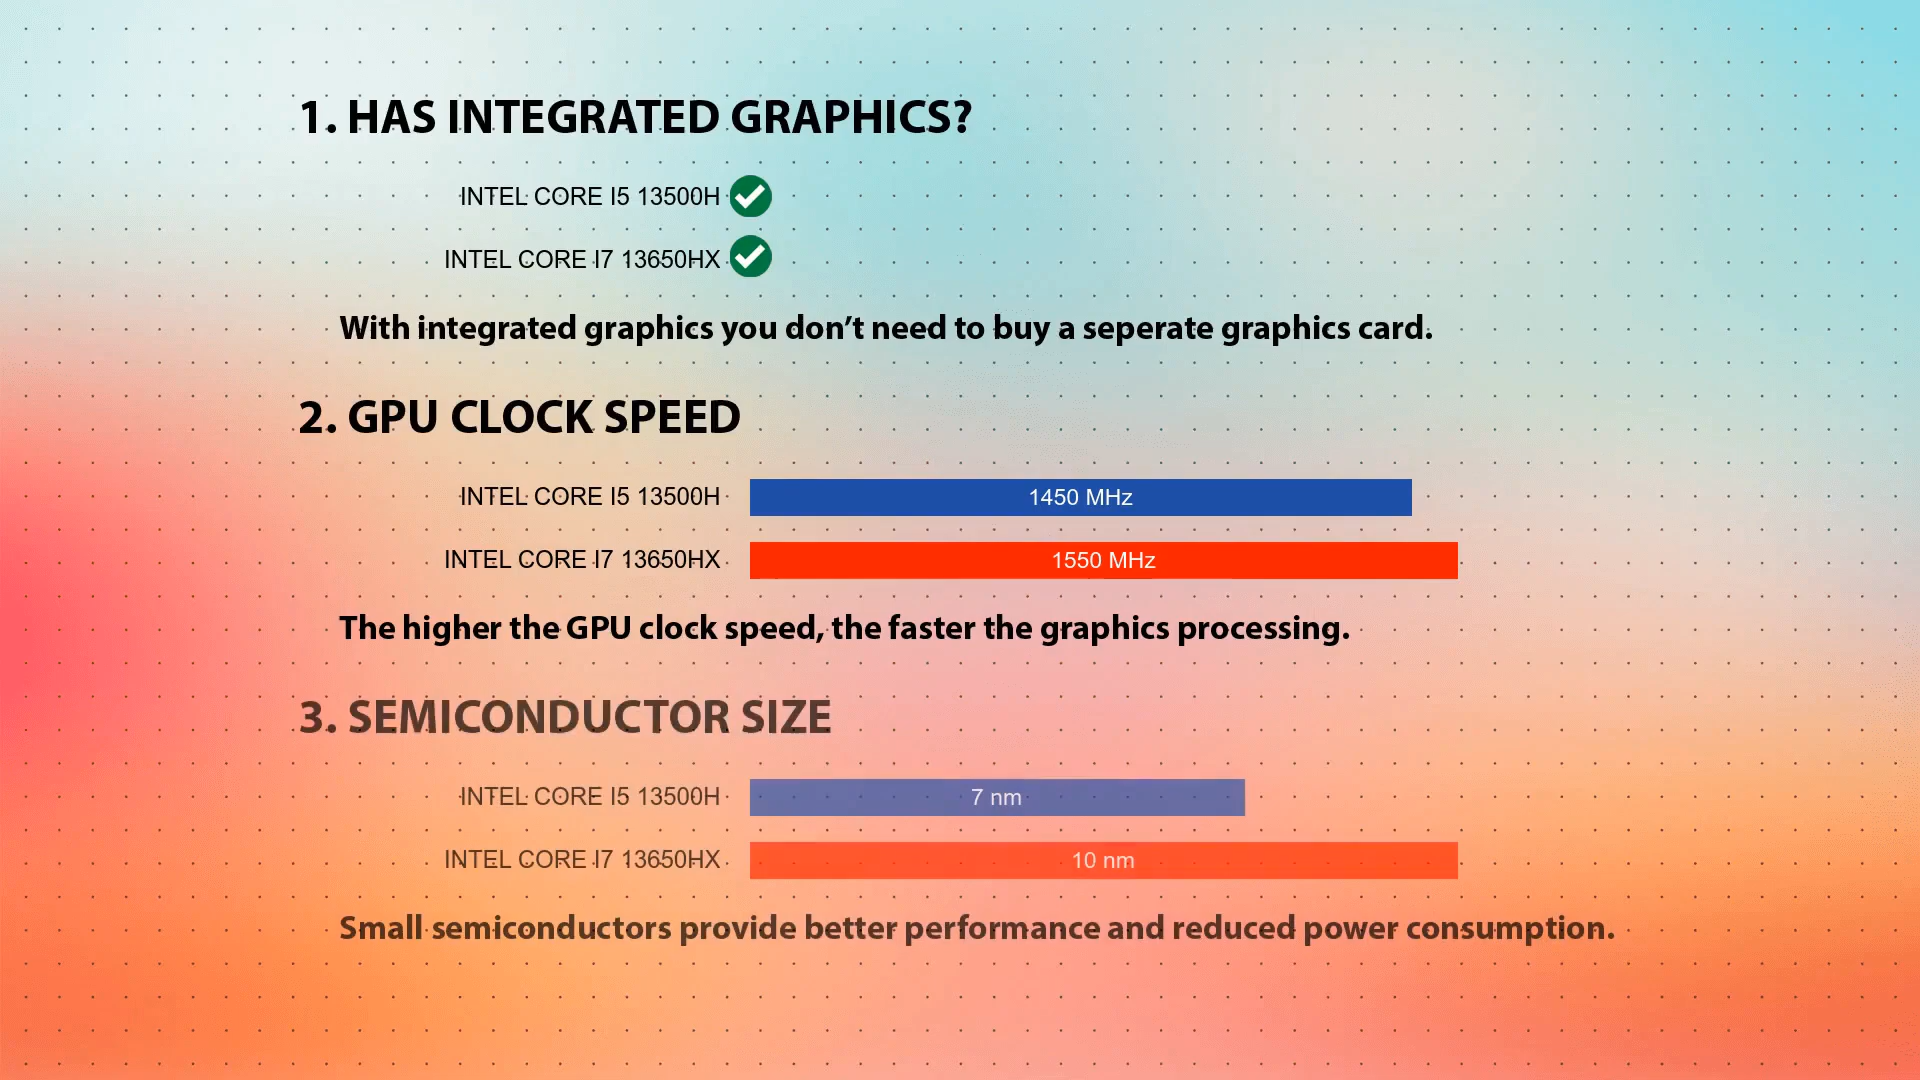 1. HAS INTEGRATED GRAPHICS?
INTEL CORE I5 13500H
INTEL CORE I7 13650HX
With integrated graphics you don’t need to buy a seperate graphics card.
2. GPU CLOCK SPEED
INTEL CORE I5 13500H 1450 MHz
INTEL CORE I7 13650HX 1550 MHz
The higher the GPU clock speed, the faster the graphics processing.
3. SEMICONDUCTOR SIZE
INTEL CORE I5 13500H 7 nm
INTEL CORE I7 13650HX 10 nm
Small semiconductors provide better performance and reduced power consumption.